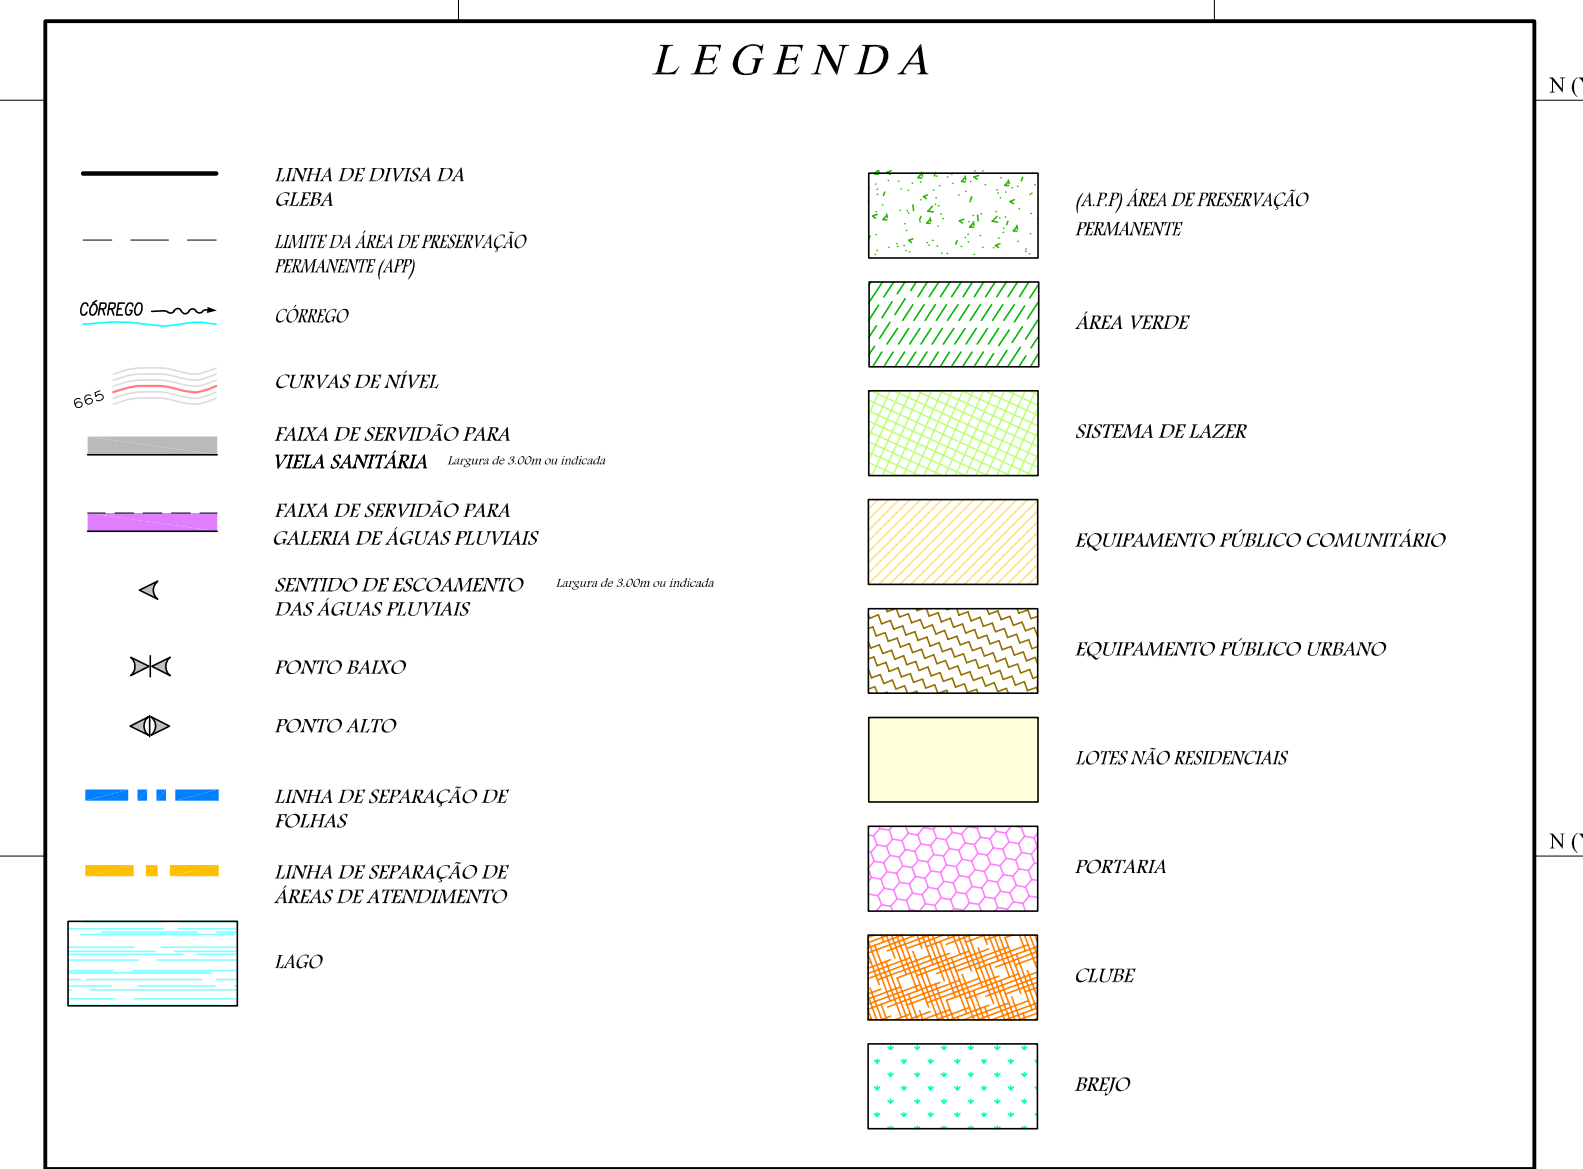 LEGENDA
N (
LINHA DE DIVISA DA
GLEBA
LIMITE DA ÁREA DE PRESERVAÇÃO
PERMANENTE (APP)
CÓRREGO
CÓRREGO
665
CURVAS DE NÍVEL
FAIXA DE SERVIDÃO PARA
VIELA SANITÁRIA Largura de 3.00m ou indicada
FAIXA DE SERVIDÃO PARA
GALERIA DE ÁGUAS PLUVIAIS
SENTIDO DE ESCOAMENTO Largura de 3.00m ou indicada
DAS ÁGUAS PLUVIAIS
PONTO BAIXO
PONTO ALTO
LINHA DE SEPARAÇÃO DE
FOLHAS
LINHA DE SEPARAÇÃO DE
ÁREAS DE ATENDIMENTO
LAGO
(A.P.P) ÁREA DE PRESERVAÇÃO
PERMANENTE
ÁREA VERDE
SISTEMA DE LAZER
EQUIPAMENTO PÚBLICO COMUNITÁRIO
EQUIPAMENTO PÚBLICO URBANO
LOTES NÃO RESIDENCIAIS
PORTARIA
CLUBE
BREJO
N (